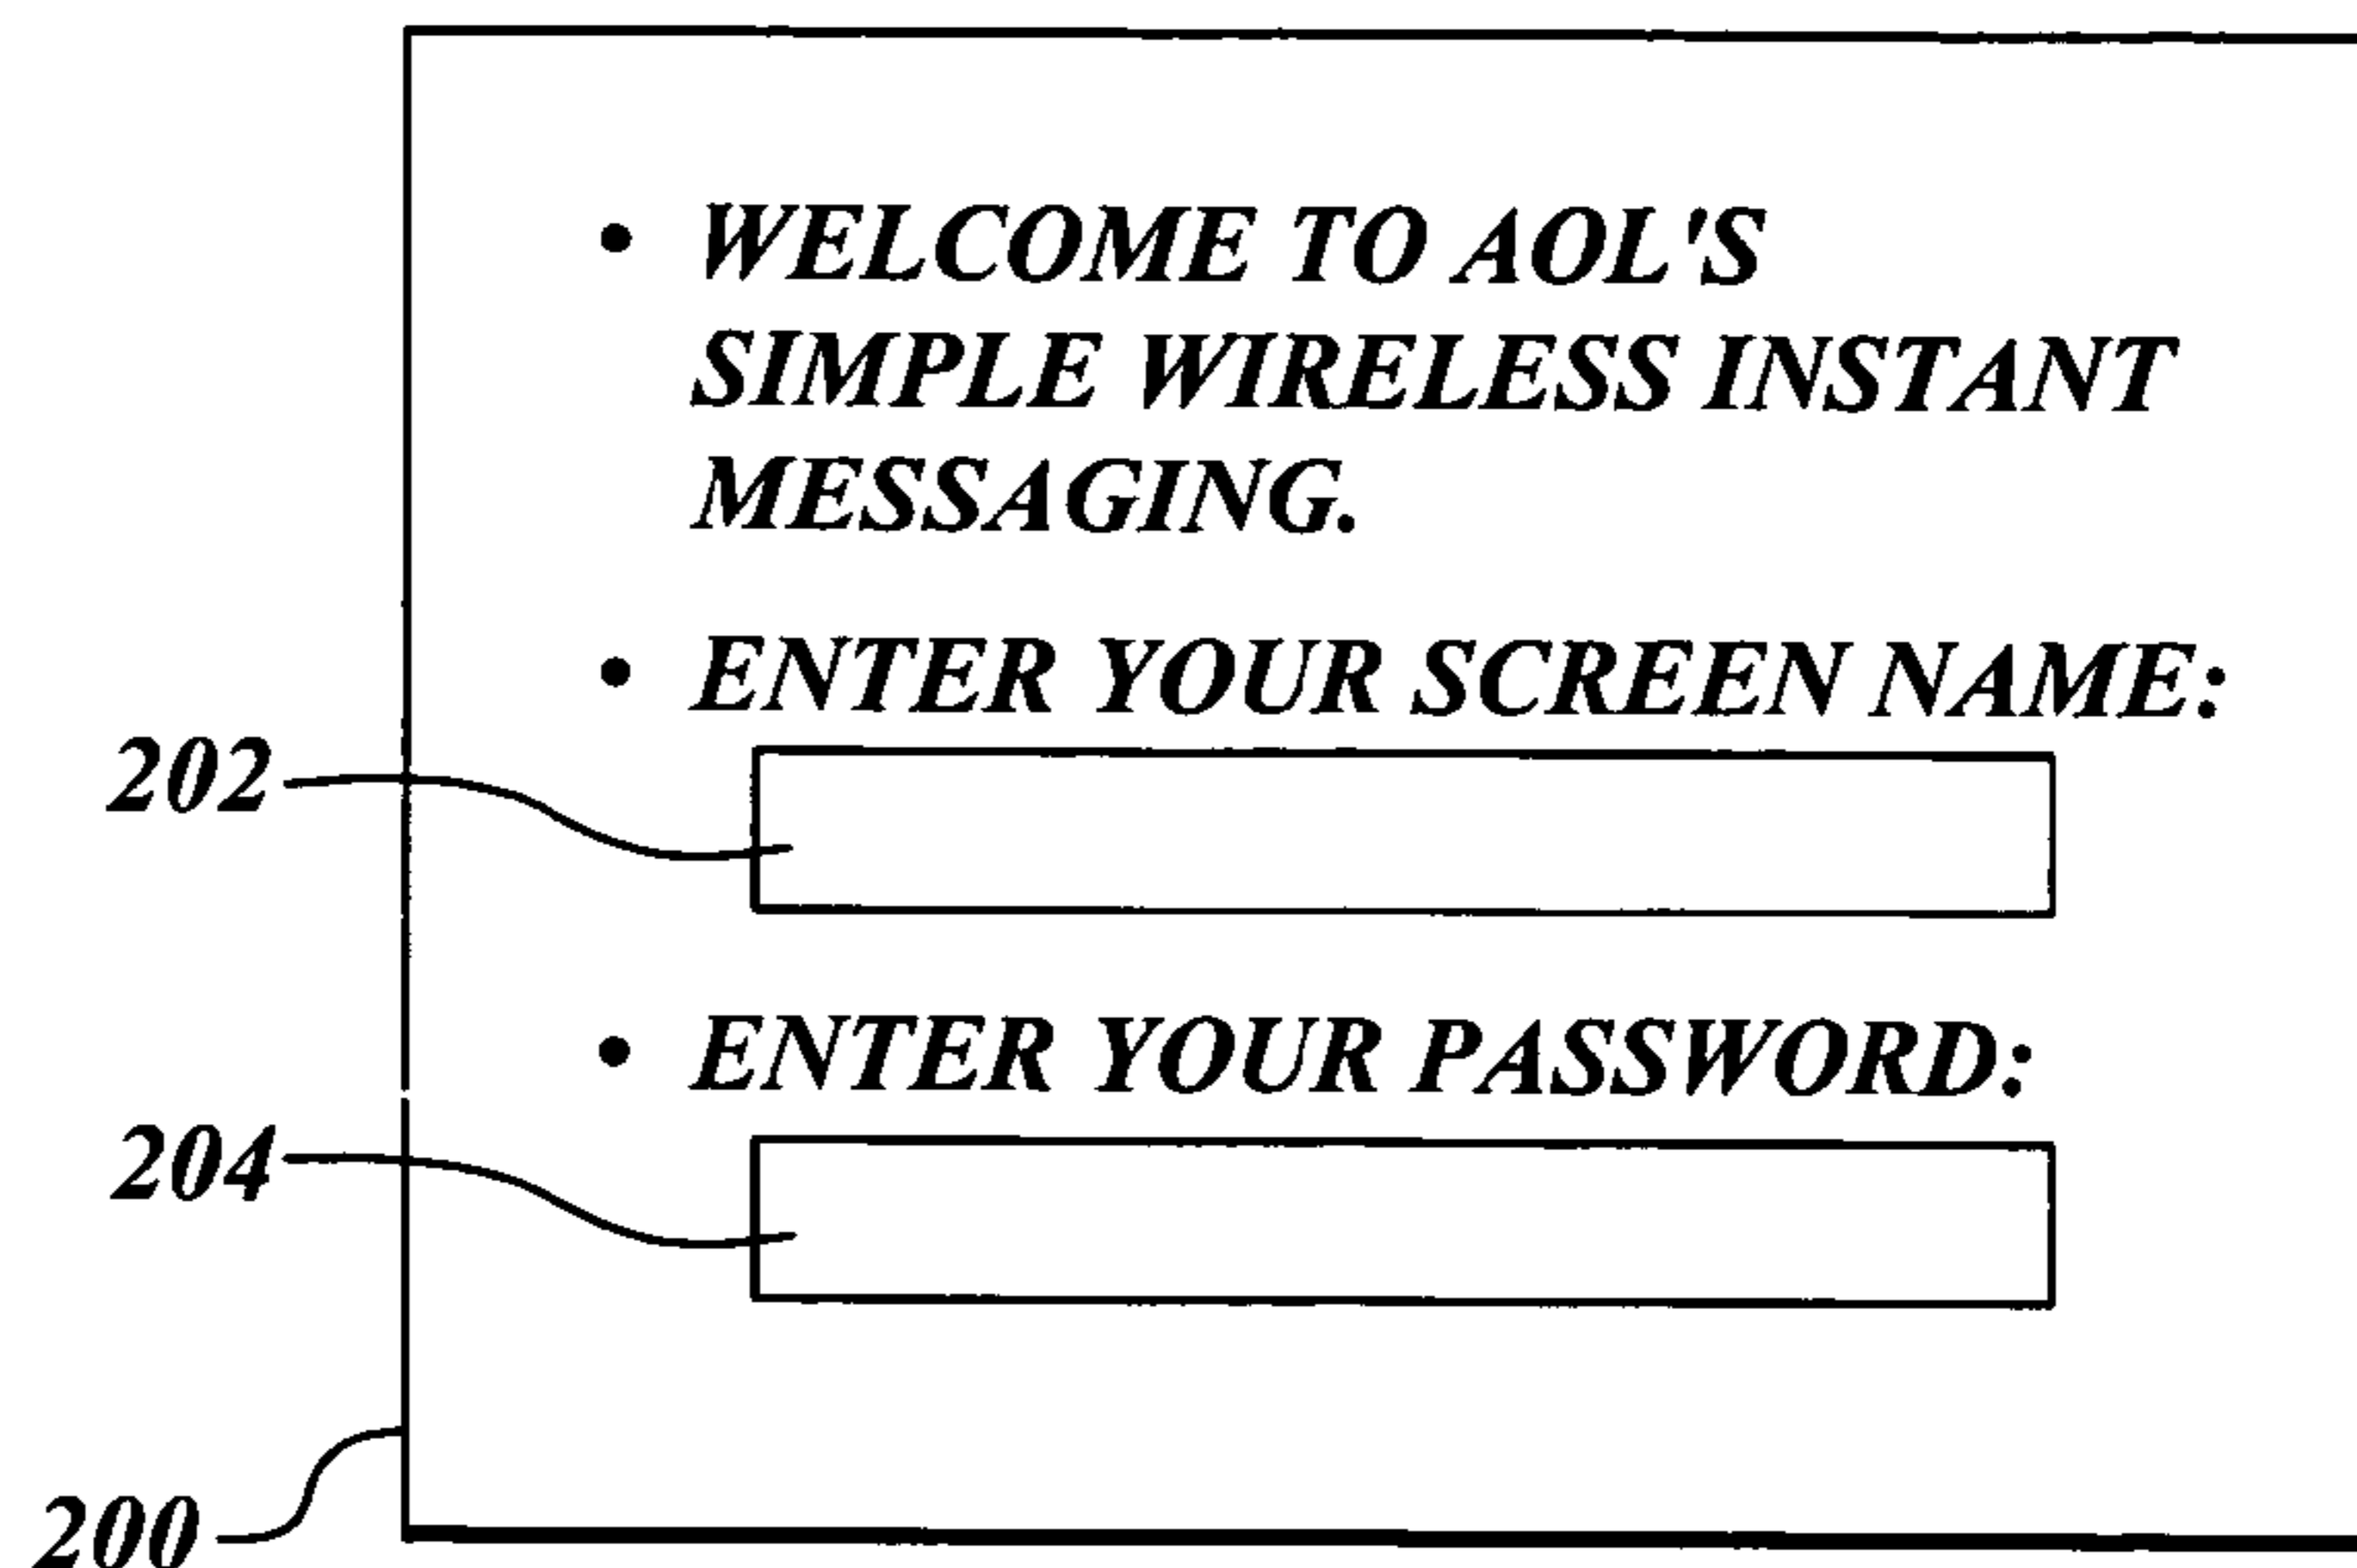 • WELCOME TO AOL'S
SIMPLE WIRELESS INSTANT
MESSAGING.
• ENTER YOUR SCREEN NAME:
202
• ENTER YOUR PASSWORD:
204
200